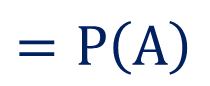 = P(A)